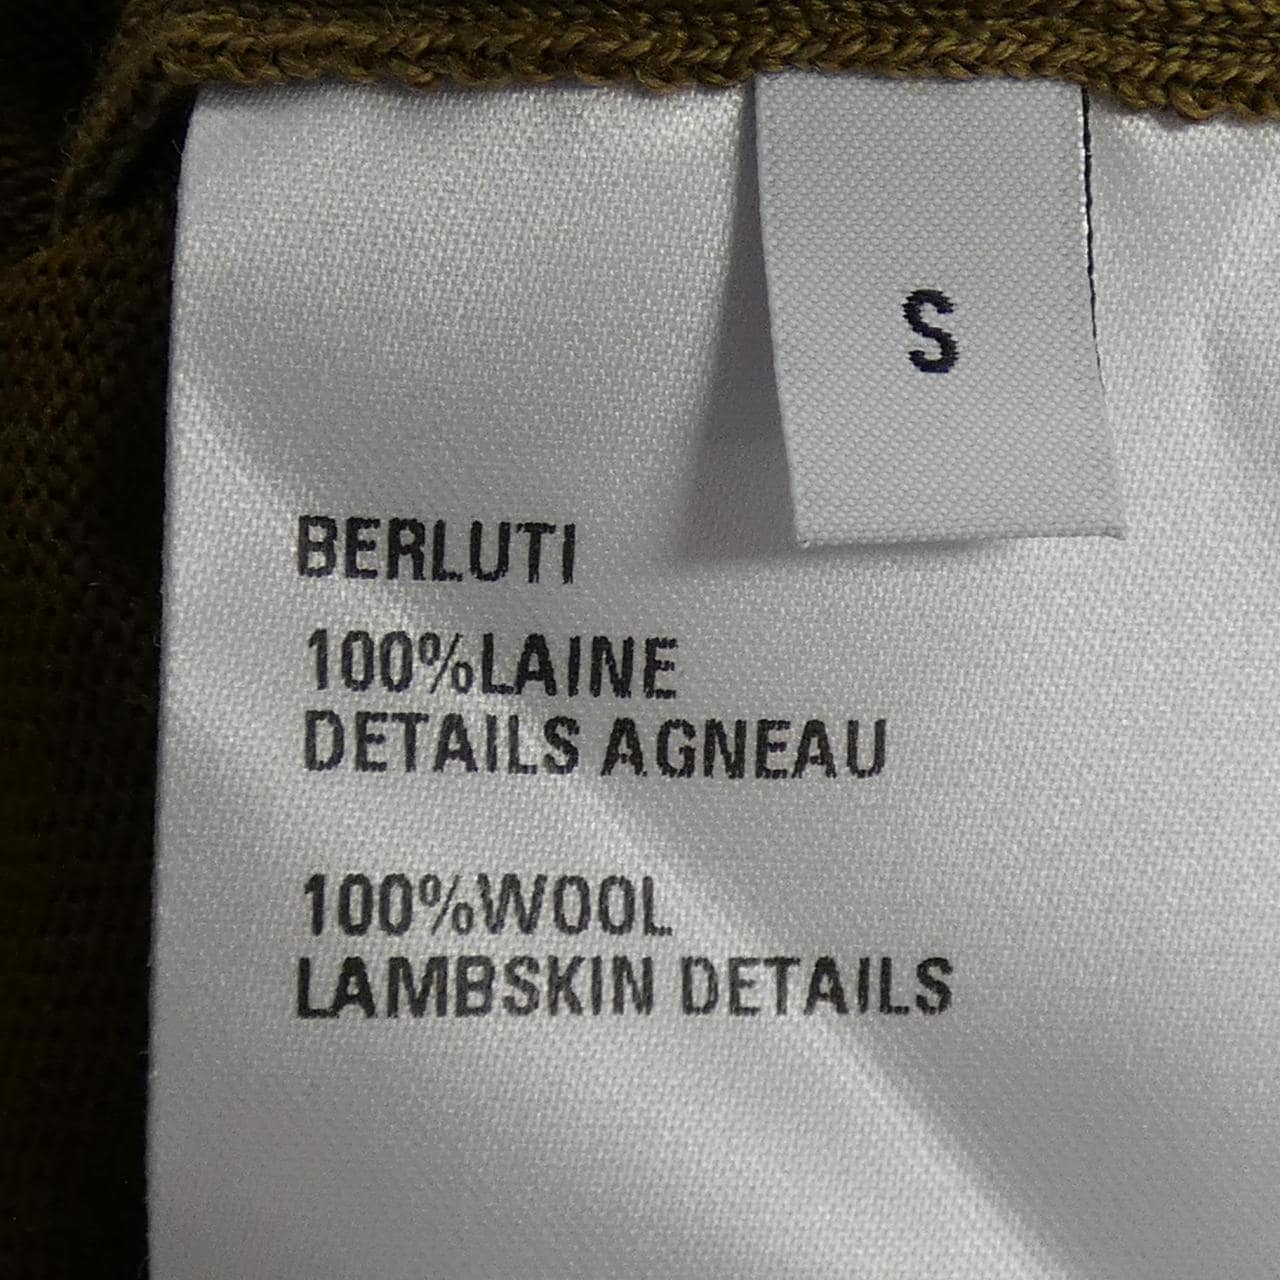 S
BERLUTI
100%LAINE
DETAILS AGNEAU
100%WOOL
LAMBSKIN DETAILS